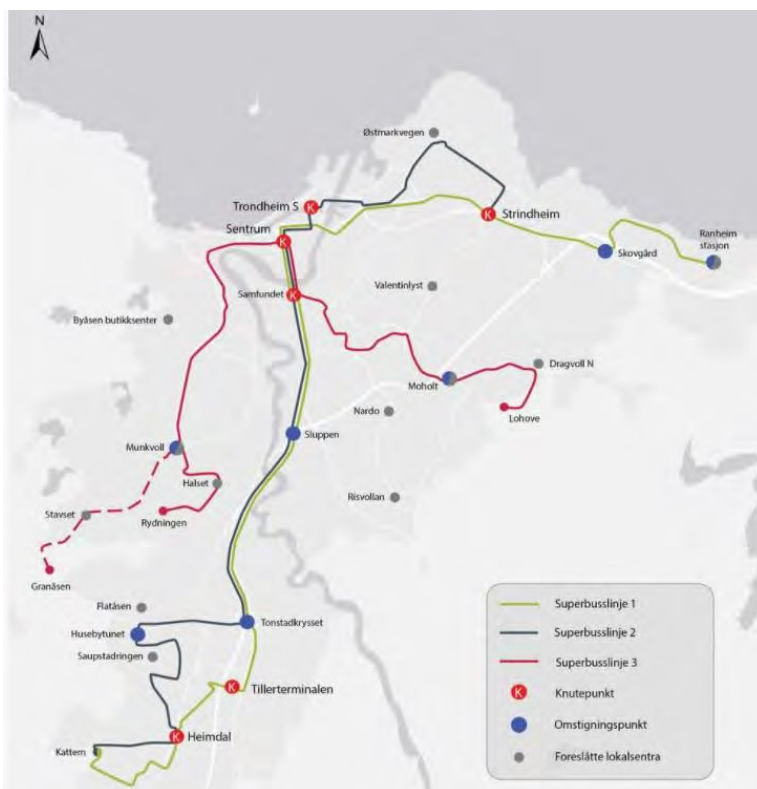 N
Østmarkvegen
Trondheim S
K
Strindheim
K
Sentrum
K
Ranheim
stasjon
Skovgård
Valentinlyst
Samfundet
K
Byåsen butikksenter
Dragvoll N
Moholt
Nardo
Lohove
Sluppen
Munkvoll
Halset
Risvollan
Stavset
Rydningen
Granåsen
Flatåsen
Husebytunet
Tonstadkrysset
Saupstadringen
K
Tillerterminalen
K
Heimdal
Kattem
Superbusslinje 1
Superbusslinje 2
Superbusslinje 3
K
Knutepunkt
Omstigningspunkt
Foreslåtte lokalsentra